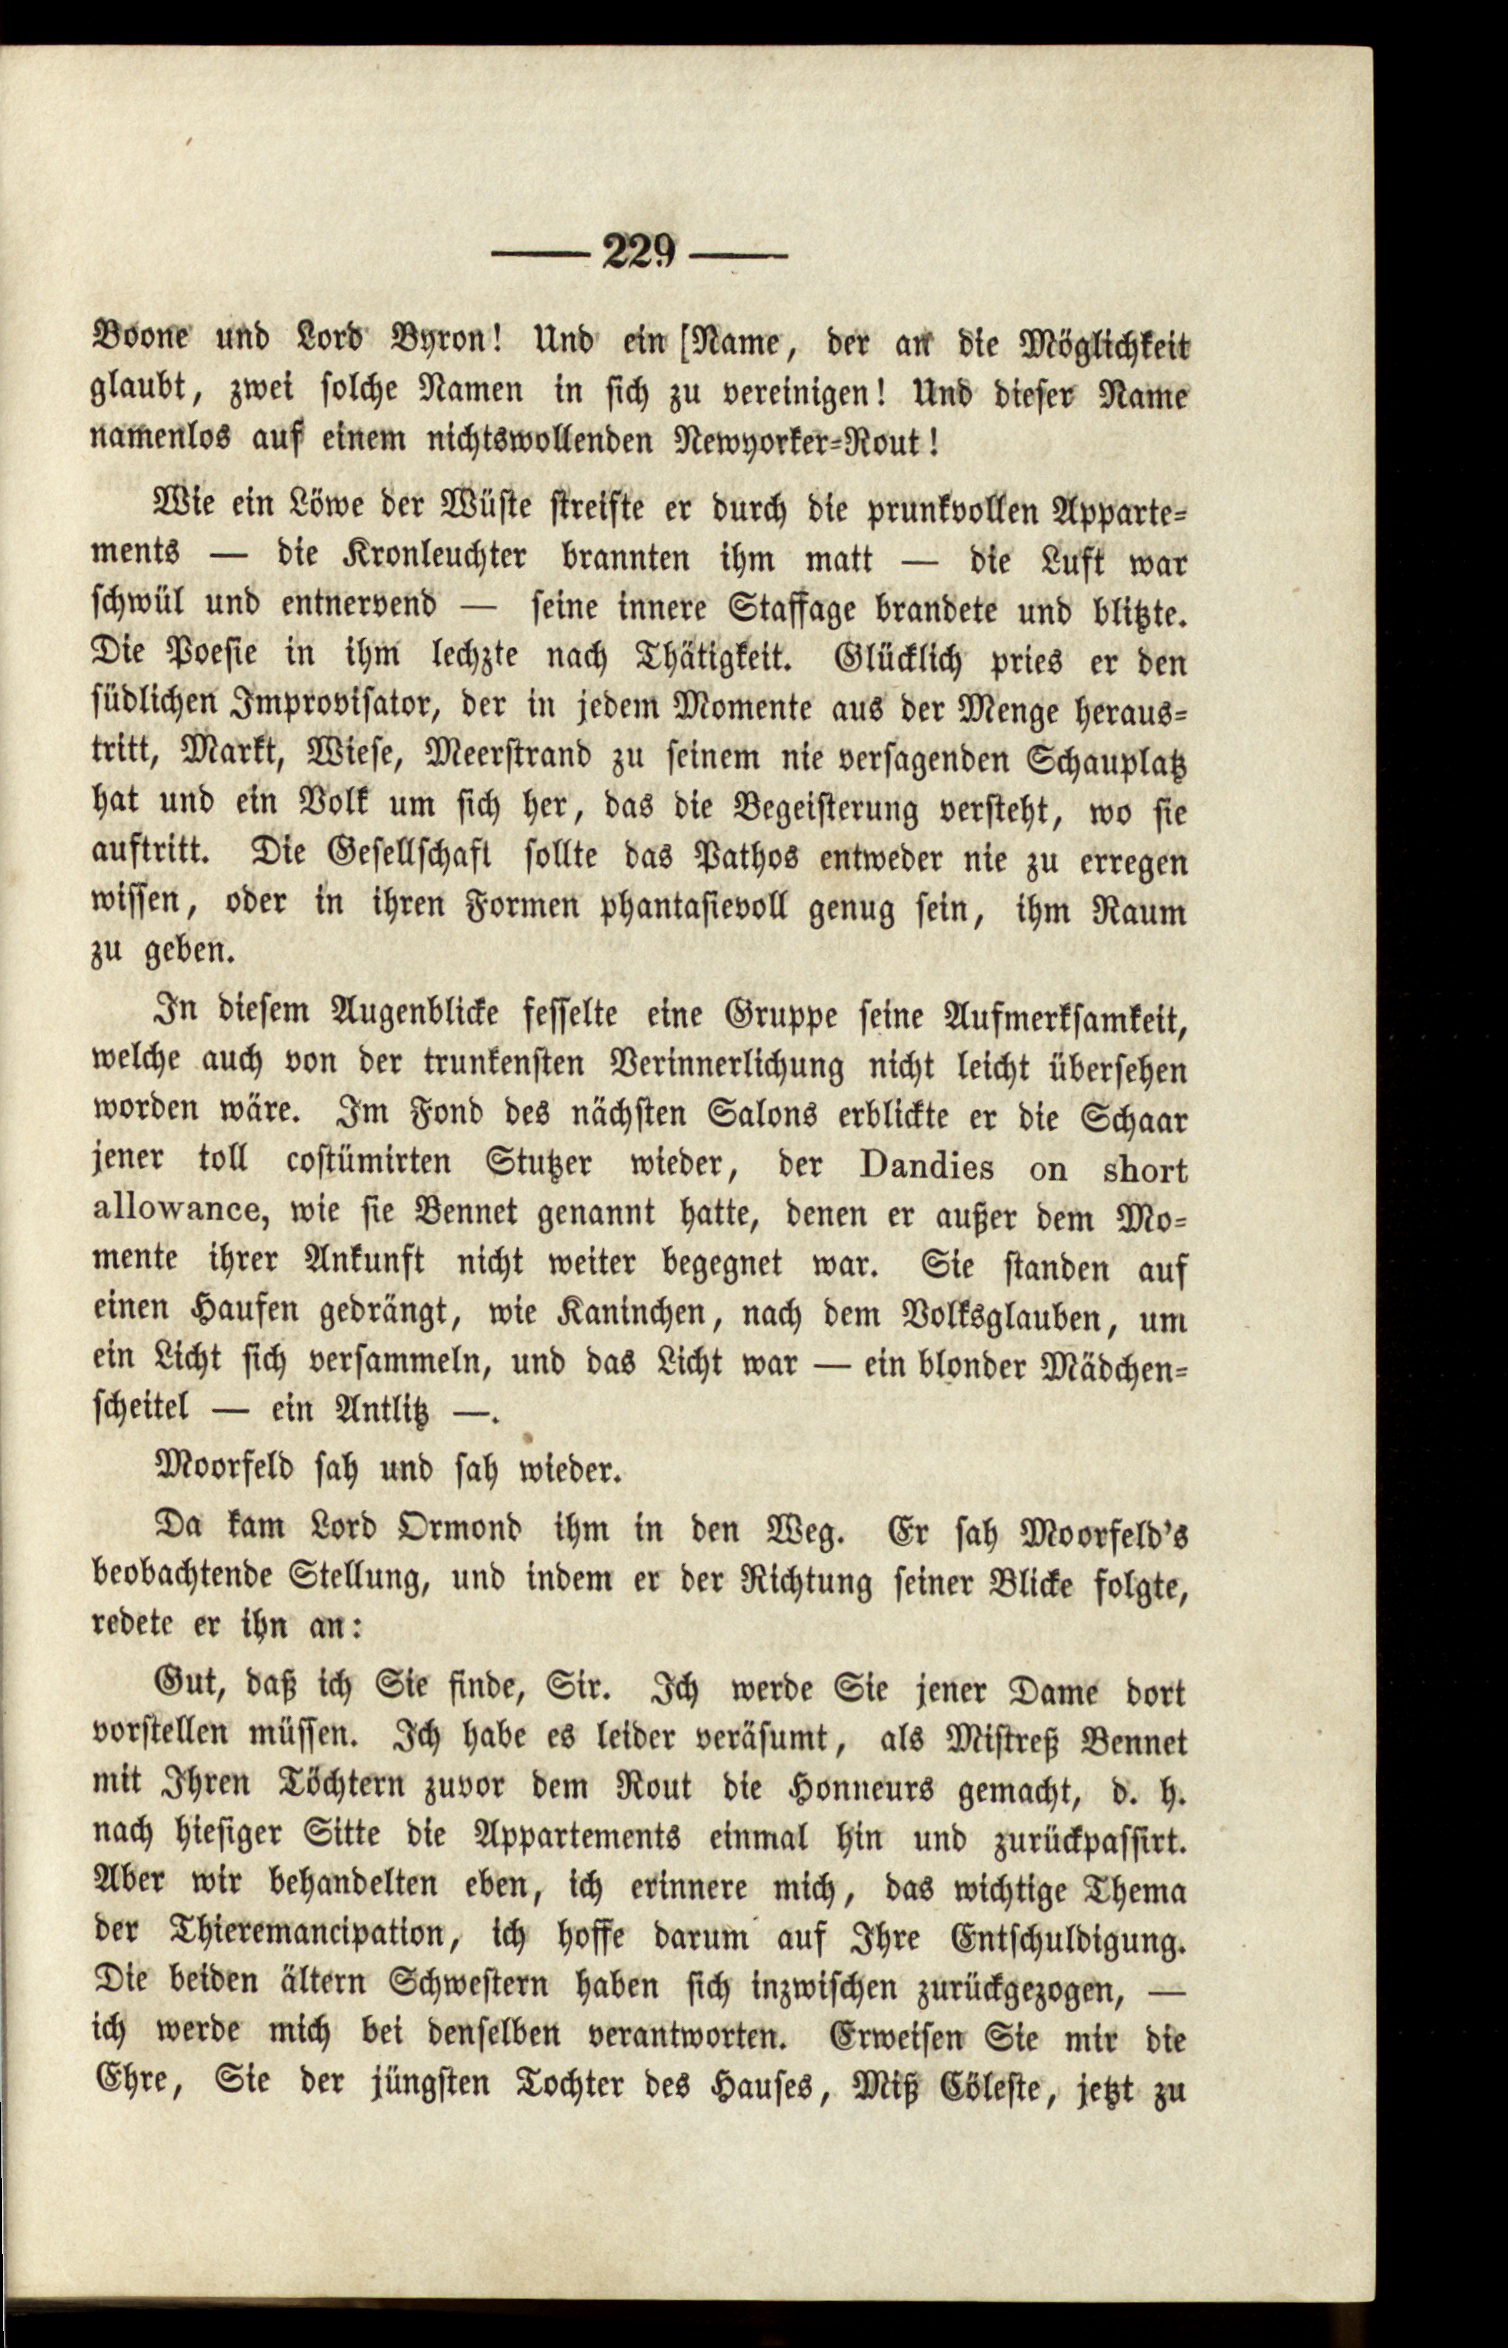 — 229 —
Boone und Lord Byron! Und ein [Name, der an die Möglichkeit
glaubt, zwei solche Namen in sich zu vereinigen! Und dieser Name
namenlos auf einem nichtswollenden Newyorker-Rout!
Wie ein Löwe der Wüste streifte er durch die prunkvollen Apparte-
ments — die Kronleuchter brannten ihm matt — die Luft war
schwül und entnervend — seine innere Staffage brandete und blitzte.
Die Poesie in ihm lechzte nach Thätigkeit. Glücklich pries er den
südlichen Improvisator, der in jedem Momente aus der Menge heraus-
tritt, Markt, Wiese, Meerstrand zu seinem nie versagenden Schauplatz
hat und ein Volk um sich her, das die Begeisterung versteht, wo sie
auftritt. Die Gesellschaft sollte das Pathos entweder nie zu erregen
wissen, oder in ihren Formen phantasievoll genug sein, ihm Raum
zu geben.
In diesem Augenblicke fesselte eine Gruppe seine Aufmerksamkeit,
welche auch von der trunkensten Verinnerlichung nicht leicht übersehen
worden wäre. Im Fond des nächsten Salons erblickte er die Schaar
jener toll costümirten Stutzer wieder, der Dandies on short
allowance, wie sie Bennet genannt hatte, denen er außer dem Mo-
mente ihrer Ankunft nicht weiter begegnet war. Sie standen auf
einen Haufen gedrängt, wie Kaninchen, nach dem Volksglauben, um
ein Licht sich versammeln, und das Licht war — ein blonder Mädchen-
scheitel — ein Antlitz —.
Moorfeld sah und sah wieder.
Da kam Lord Ormond ihm in den Weg. Er sah Moorfeld's
beobachtende Stellung, und indem er der Richtung seiner Blicke folgte,
redete er ihn an:
Gut, daß ich Sie finde, Sir. Ich werde Sie jener Dame dort
vorstellen müssen. Ich habe es leider veräsumt, als Mistreß Bennet
mit Ihren Töchtern zuvor dem Rout die Honneurs gemacht, d. h.
nach hiesiger Sitte die Appartements einmal hin und zurückpassirt.
Aber wir behandelten eben, ich erinnere mich, das wichtige Thema
der Thieremancipation, ich hoffe darum auf Ihre Entschuldigung.
Die beiden ältern Schwestern haben sich inzwischen zurückgezogen, —
ich werde mich bei denselben verantworten. Erweisen Sie mir die
Ehre, Sie der jüngsten Tochter des Hauses, Miß Cöleste, jetzt zu